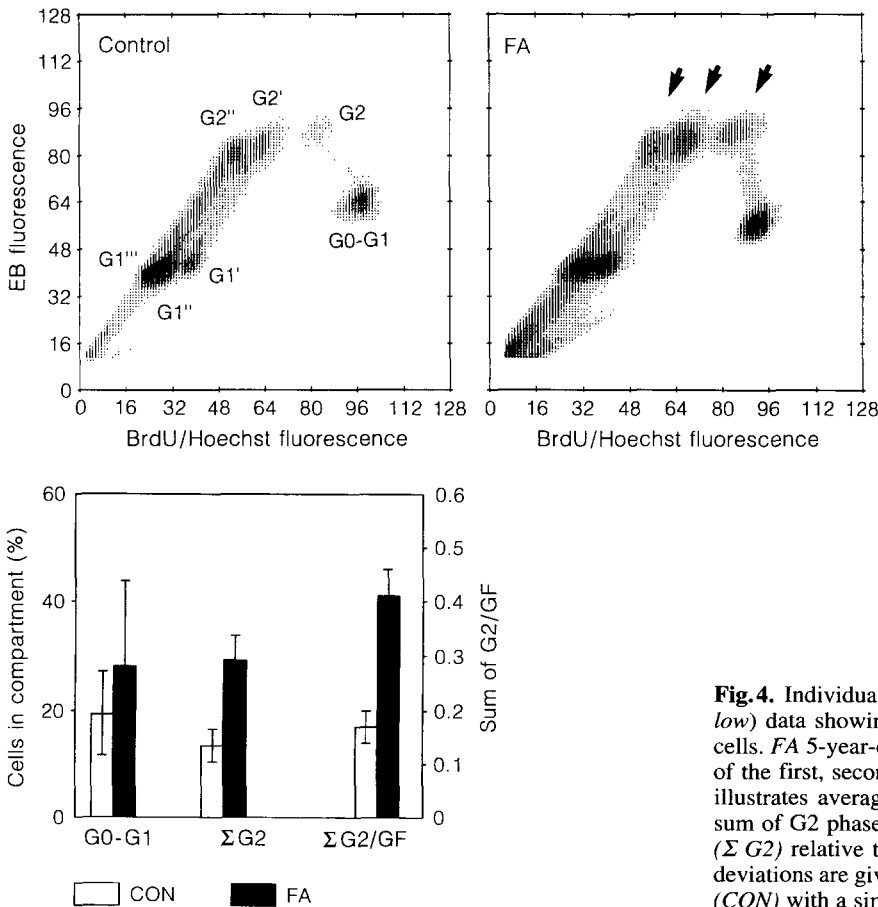 128
112
96
80
64
48
32
16
0
EB fluorescence
Control
G2''
G2'
G2
G0-G1
G1'''
G1'
G1''
0 16 32 48 64 80 96 112 128
BrdU/Hoechst fluorescence
FA
0 16 32 48 64 80 96 112 128
BrdU/Hoechst fluorescence
60
40
20
0
Cells in compartment (%)
0.6
0.5
0.4
0.3
0.2
0.1
0
Sum of G2/GF
G0-G1 ΣG2 ΣG2/GF
CON FA
Fig. 4. Individua
low) data showin
cells. FA 5-year-
of the first, secon
illustrates averag
sum of G2 phase
(Σ G2) relative t
deviations are giv
(CON) with a sin